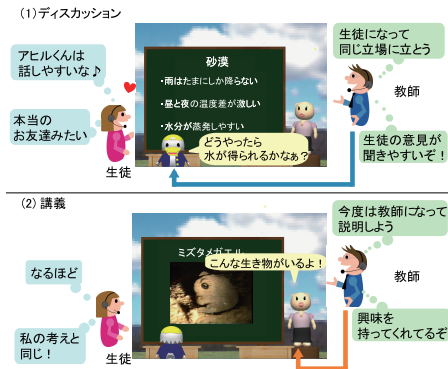 (1)ディスカッション
アヒルくんは
話しやすいな♪
本当の
お友達みたい
生徒
砂漠
・雨はたまにしか降らない
・昼と夜の温度差が激しい
・水分が蒸発しやすい
どうやったら
水が得られるかなぁ?
生徒になって
同じ立場に立とう
教師
生徒の意見が
聞きやすいぞ!
(2) 講義
なるほど
私の考えと
同じ!
生徒
ミズタメガエル
こんな生き物がいるよ!
今度は教師になって
説明しよう
教師
興味を
持ってくれてるぞ